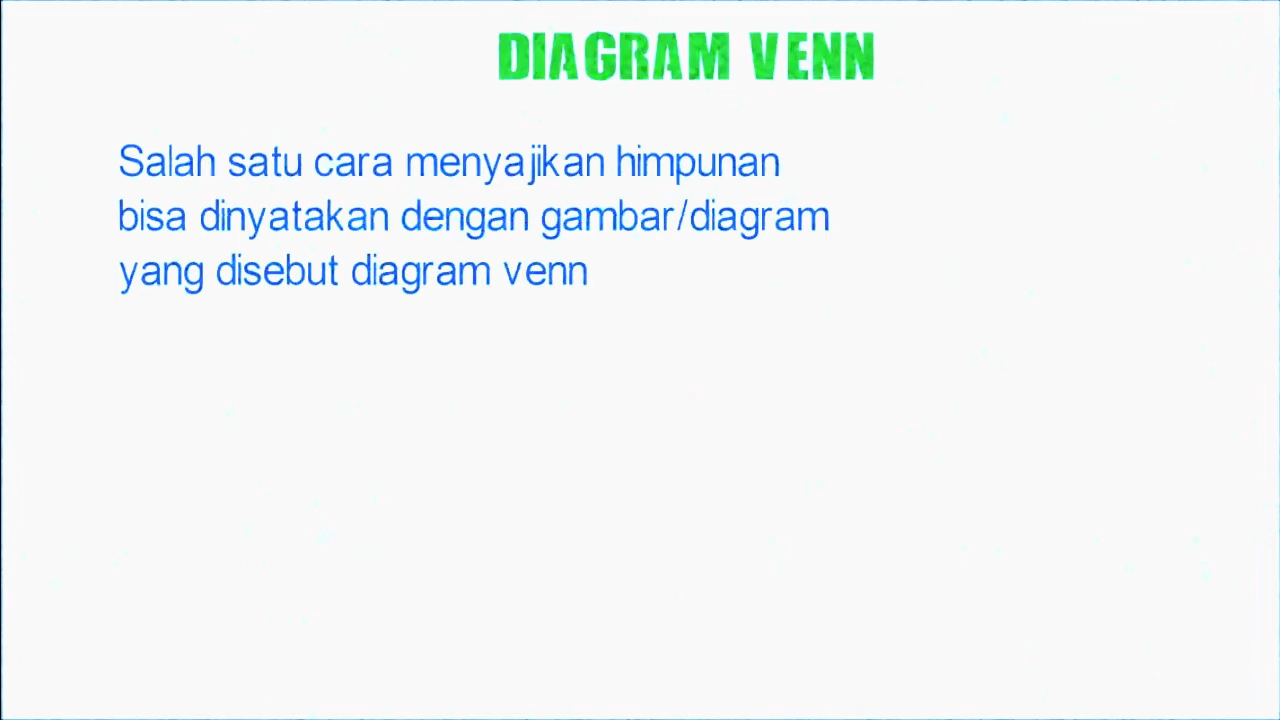 DIAGRAM VENN
Salah satu cara menyajikan himpunan
bisa dinyatakan dengan gambar/diagram
yang disebut diagram venn